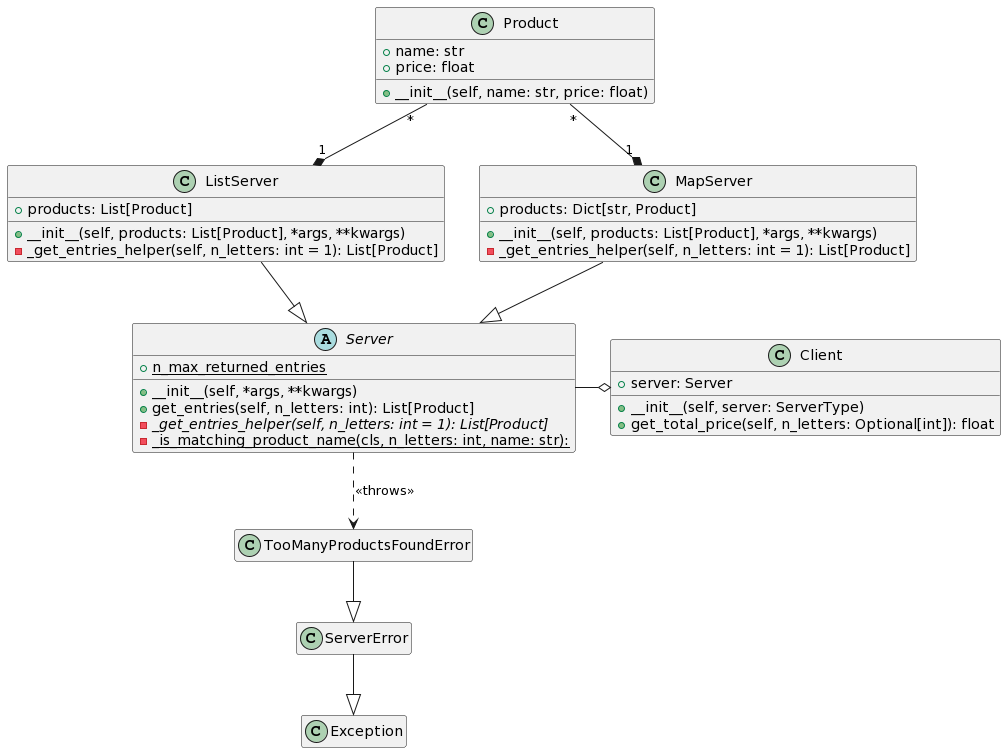 C Product
name: str
price: float
__init__(self, name: str, price: float)
* *
1 1
C ListServer
products: List[Product]
__init__(self, products: List[Product], *args, **kwargs)
_get_entries_helper(self, n_letters: int = 1): List[Product]
C MapServer
products: Dict[str, Product]
__init__(self, products: List[Product], *args, **kwargs)
_get_entries_helper(self, n_letters: int = 1): List[Product]
A Server
n_max_returned_entries
__init__(self, *args, **kwargs)
get_entries(self, n_letters: int): List[Product]
_get_entries_helper(self, n_letters: int = 1): List[Product]
_is_matching_product_name(cls, n_letters: int, name: str):
C Client
server: Server
__init__(self, server: ServerType)
get_total_price(self, n_letters: Optional[int]): float
«throws»
C TooManyProductsFoundError
C ServerError
C Exception